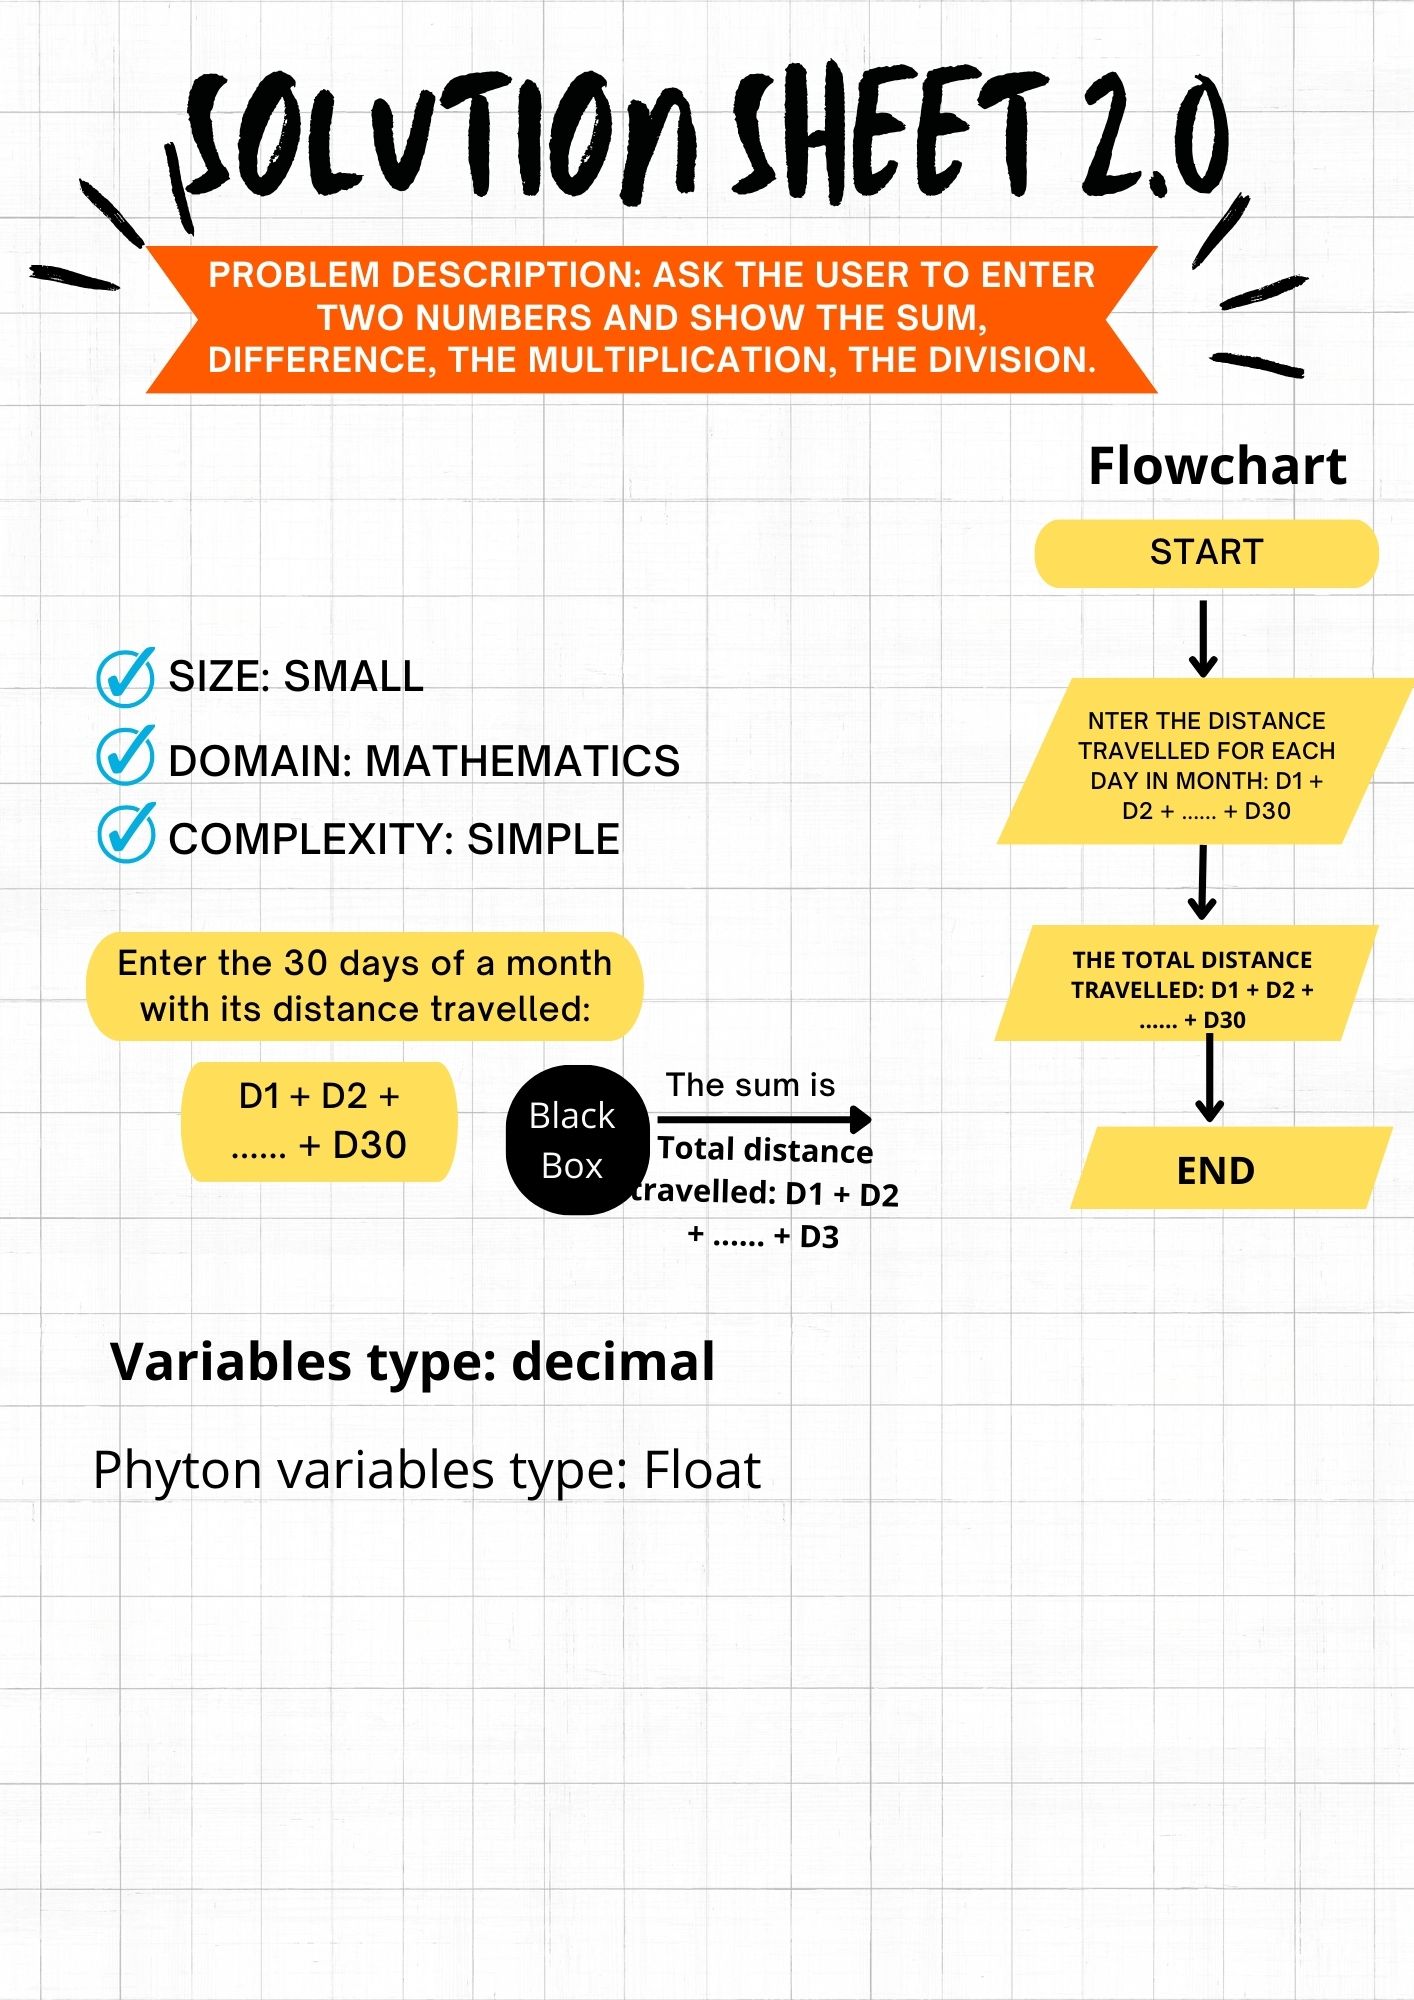 SOLUTION SHEET 2.0
PROBLEM DESCRIPTION: ASK THE USER TO ENTER
TWO NUMBERS AND SHOW THE SUM,
DIFFERENCE, THE MULTIPLICATION, THE DIVISION.
Flowchart
START
NTER THE DISTANCE
TRAVELLED FOR EACH
DAY IN MONTH: D1 +
D2 + ...... + D30
THE TOTAL DISTANCE
TRAVELLED: D1 + D2 +
...... + D30
END
SIZE: SMALL
DOMAIN: MATHEMATICS
COMPLEXITY: SIMPLE
Enter the 30 days of a month
with its distance travelled:
D1 + D2 +
...... + D30
Black
Box
The sum is
Total distance
travelled: D1 + D2
+ ...... + D3
Variables type: decimal
Phyton variables type: Float